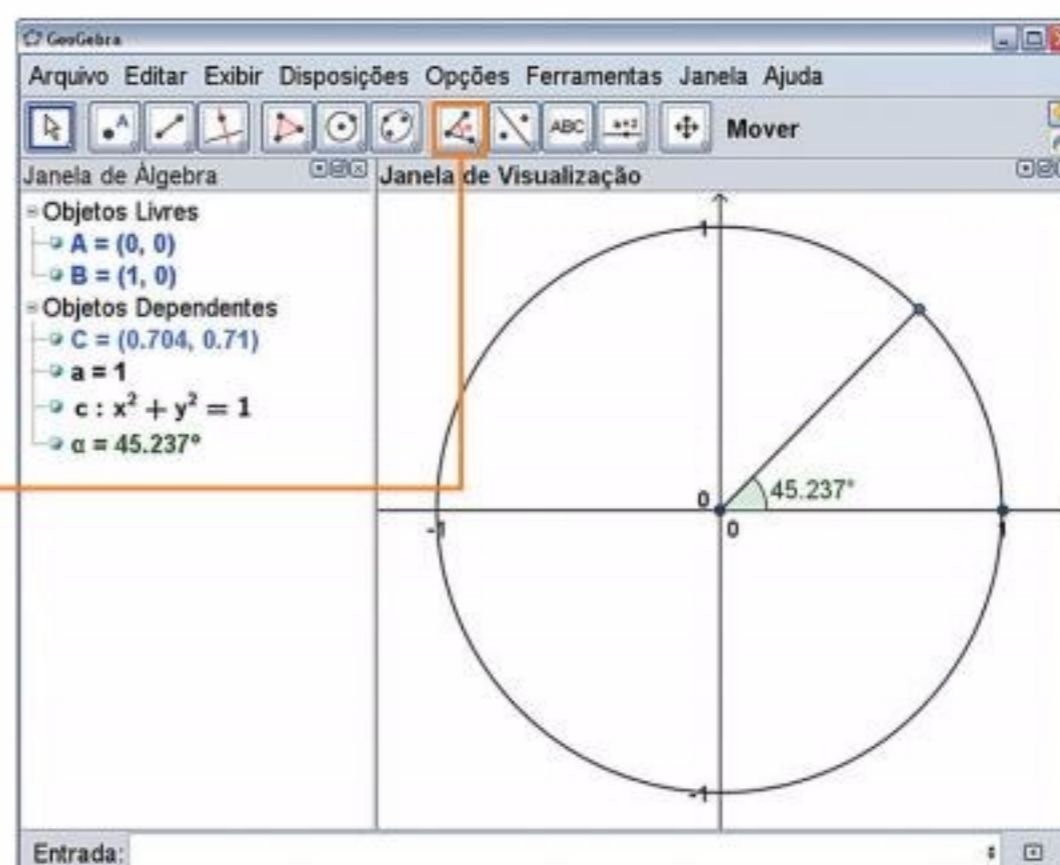 GeoGebra
Arquivo Editar Exibir Disposições Opções Ferramentas Janela Ajuda
A
ABC
a=2
Mover
Janela de Álgebra
Janela de Visualização
Objetos Livres
A = (0, 0)
B = (1, 0)
Objetos Dependentes
C = (0.704, 0.71)
a = 1
c : x² + y² = 1
α = 45.237°
1
45.237°
0
-1
0
1
-1
Entrada: